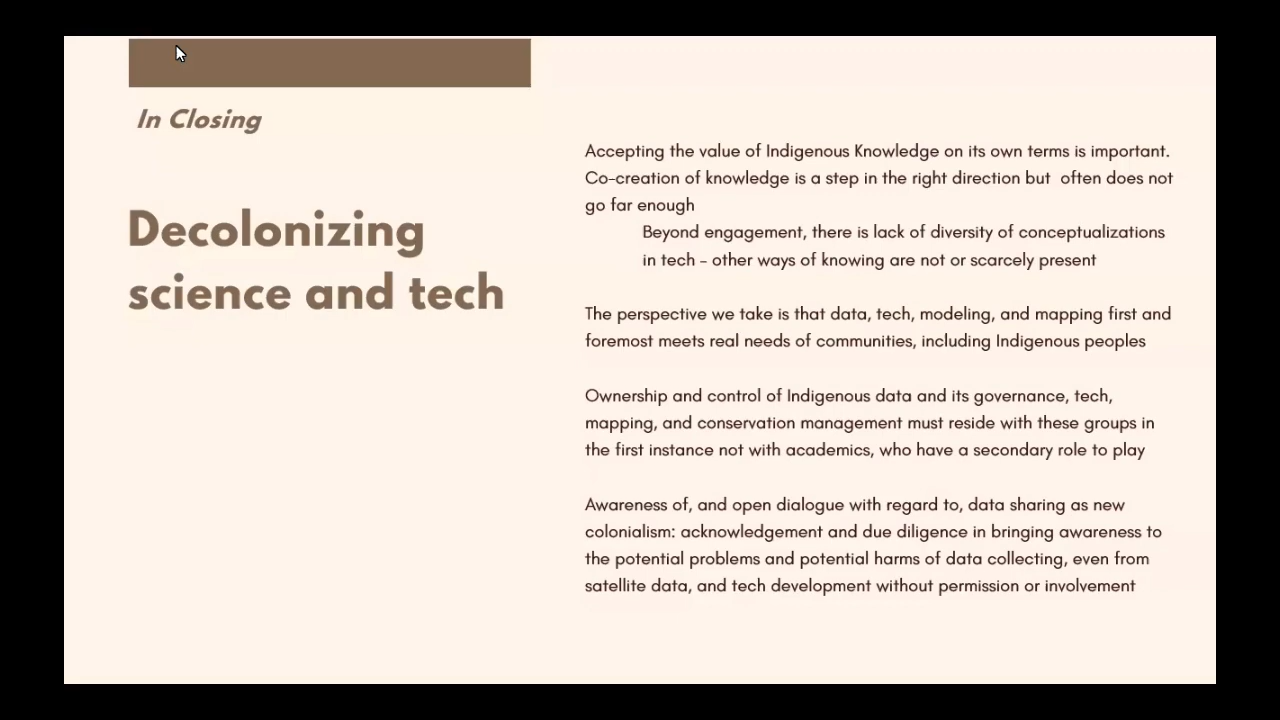 In Closing
Decolonizing
science and tech
Accepting the value of Indigenous Knowledge on its own terms is important.
Co-creation of knowledge is a step in the right direction but  often does not
go far enough
Beyond engagement, there is lack of diversity of conceptualizations
in tech – other ways of knowing are not or scarcely present
The perspective we take is that data, tech, modeling, and mapping first and
foremost meets real needs of communities, including Indigenous peoples
Ownership and control of Indigenous data and its governance, tech,
mapping, and conservation management must reside with these groups in
the first instance not with academics, who have a secondary role to play
Awareness of, and open dialogue with regard to, data sharing as new
colonialism: acknowledgement and due diligence in bringing awareness to
the potential problems and potential harms of data collecting, even from
satellite data, and tech development without permission or involvement